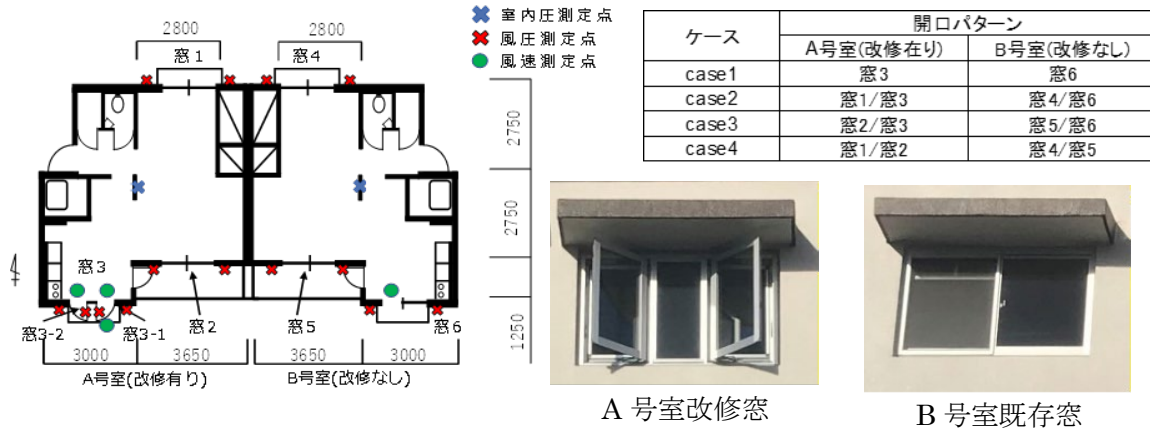 室内圧測定点
風圧測定点
風速測定点
2800
2800
窓1
窓4
2750
2750
1250
窓3
窓3-2
窓3-1
窓2
窓5
窓6
3000
3650
3650
3000
A号室(改修有り)
B号室(改修なし)
ケース
開口パターン
A号室(改修在り)
B号室(改修なし)
case1
窓3
窓6
case2
窓1/窓3
窓4/窓6
case3
窓2/窓3
窓5/窓6
case4
窓1/窓2
窓4/窓5
A 号室改修窓
B 号室既存窓